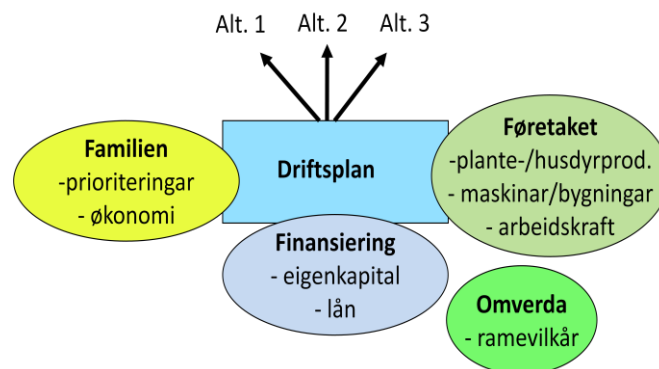 Alt. 1
Alt. 2
Alt. 3
Familien
-prioriteringar
- økonomi
Driftsplan
Føretaket
-plante-/husdyrprod.
- maskinar/bygningar
- arbeidskraft
Finansiering
- eigenkapital
- lån
Omverda
- ramevilkår